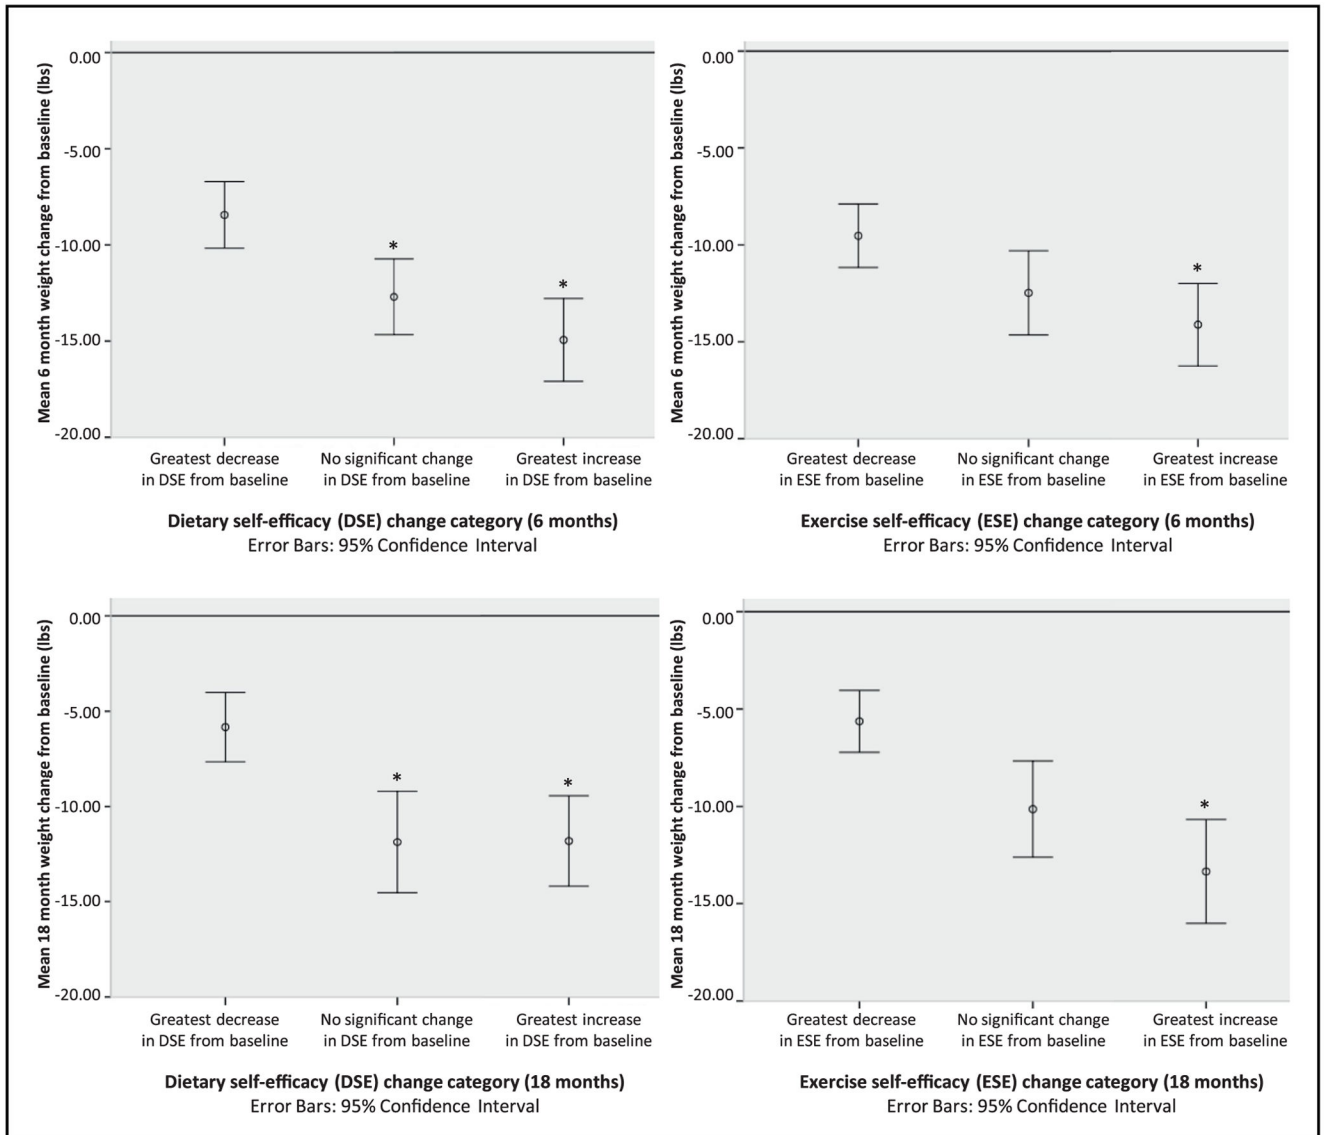 Mean 6 month weight change from baseline (lbs)
0.00
-5.00
-10.00
-15.00
-20.00
*
*
Greatest decrease
in DSE from baseline
No significant change
in DSE from baseline
Greatest increase
in DSE from baseline
Dietary self-efficacy (DSE) change category (6 months)
Error Bars: 95% Confidence Interval
Mean 6 month weight change from baseline (lbs)
0.00
-5.00
-10.00
-15.00
-20.00
*
Greatest decrease
in ESE from baseline
No significant change
in ESE from baseline
Greatest increase
in ESE from baseline
Exercise self-efficacy (ESE) change category (6 months)
Error Bars: 95% Confidence Interval
Mean 18 month weight change from baseline (lbs)
0.00
-5.00
-10.00
-15.00
-20.00
*
*
Greatest decrease
in DSE from baseline
No significant change
in DSE from baseline
Greatest increase
in DSE from baseline
Dietary self-efficacy (DSE) change category (18 months)
Error Bars: 95% Confidence Interval
Mean 18 month weight change from baseline (lbs)
0.00
-5.00
-10.00
-15.00
-20.00
*
Greatest decrease
in ESE from baseline
No significant change
in ESE from baseline
Greatest increase
in ESE from baseline
Exercise self-efficacy (ESE) change category (18 months)
Error Bars: 95% Confidence Interval